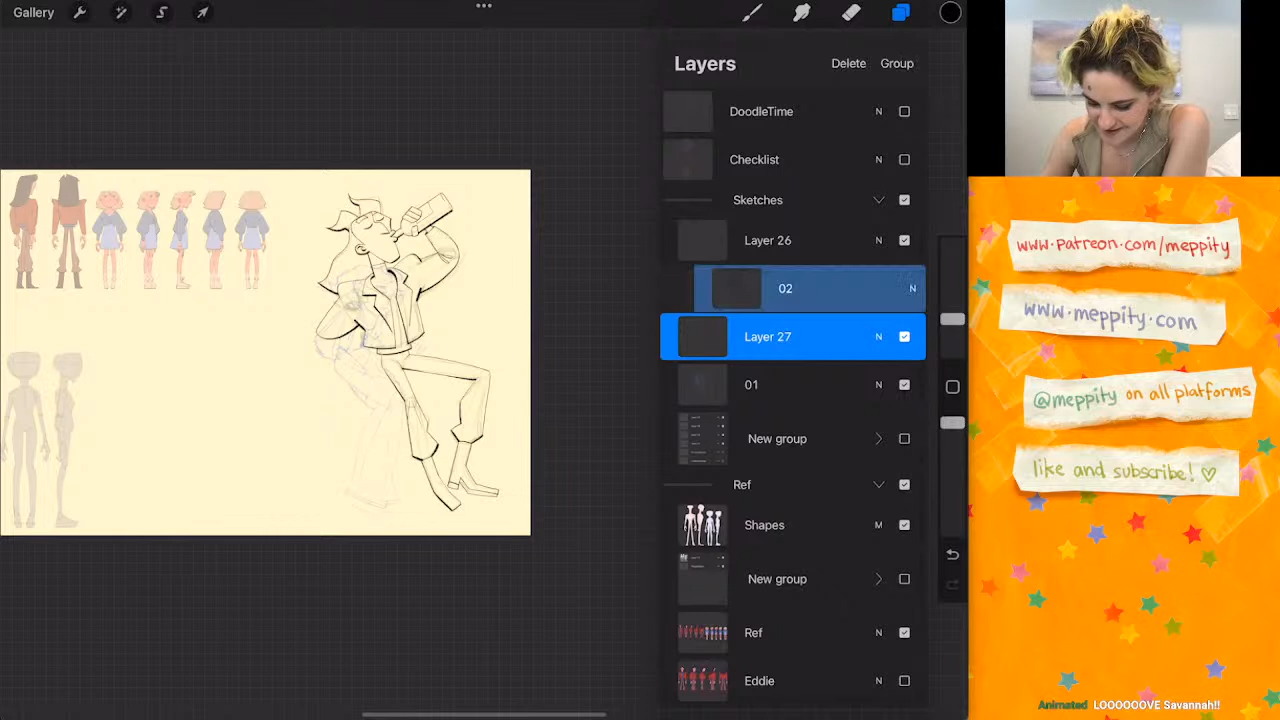 Gallery
Layers
Delete
Group
DoodleTime
N
Checklist
N
Sketches
Layer 26
N
02
N
Layer 27
N
01
N
New group
Ref
Shapes
M
New group
Ref
N
Eddie
N
www.patreon.com/meppity
www.meppity.com
@meppity on all platforms
like and subscribe! ♡
Animated LOOOOOOVE Savannah!!